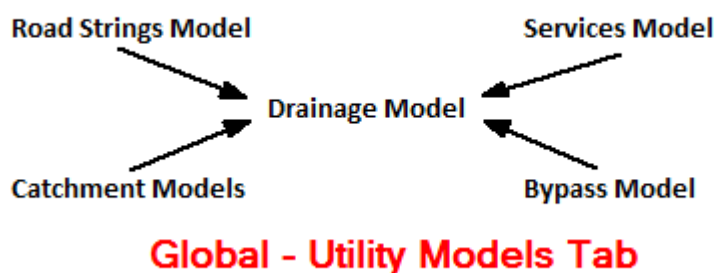 Road Strings Model
Services Model
Drainage Model
Catchment Models
Bypass Model
Global - Utility Models Tab